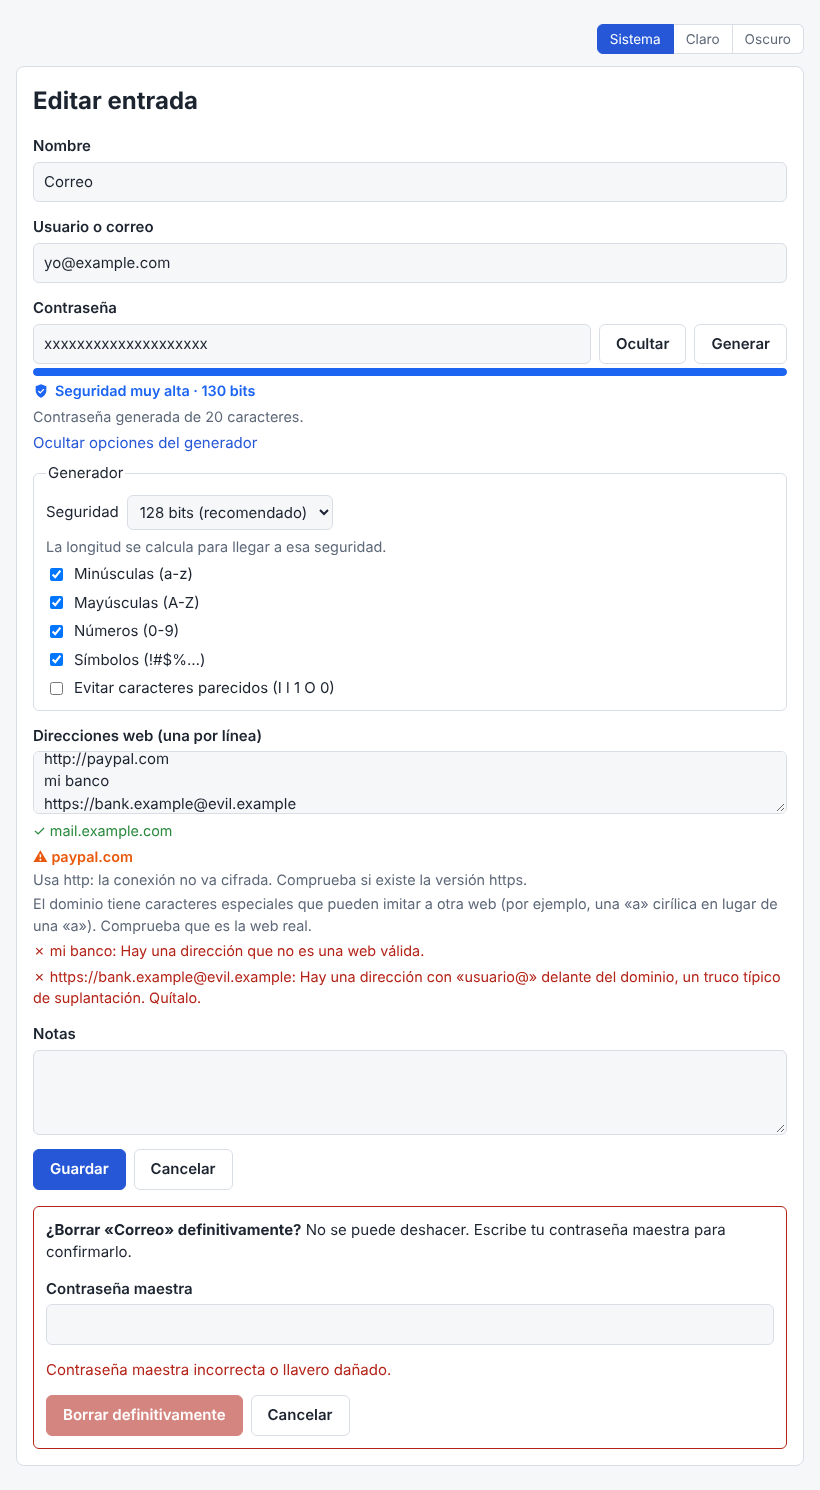 Sistema Claro Oscuro
Editar entrada
Nombre
Correo
Usuario o correo
yo@example.com
Contraseña
xxxxxxxxxxxxxxxxxxxx Ocultar Generar
Seguridad muy alta · 130 bits
Contraseña generada de 20 caracteres.
Ocultar opciones del generador
Generador
Seguridad 128 bits (recomendado)
La longitud se calcula para llegar a esa seguridad.
Minúsculas (a-z)
Mayúsculas (A-Z)
Números (0-9)
Símbolos (!#$%…)
Evitar caracteres parecidos (l I 1 O 0)
Direcciones web (una por línea)
http://paypal.com
mi banco
https://bank.example@evil.example
✓ mail.example.com
⚠ paypal.com
Usa http: la conexión no va cifrada. Comprueba si existe la versión https.
El dominio tiene caracteres especiales que pueden imitar a otra web (por ejemplo, una «a» cirílica en lugar de
una «a»). Comprueba que es la web real.
× mi banco: Hay una dirección que no es una web válida.
× https://bank.example@evil.example: Hay una dirección con «usuario@» delante del dominio, un truco típico
de suplantación. Quítalo.
Notas
Guardar Cancelar
¿Borrar «Correo» definitivamente? No se puede deshacer. Escribe tu contraseña maestra para
confirmarlo.
Contraseña maestra
Contraseña maestra incorrecta o llavero dañado.
Borrar definitivamente Cancelar